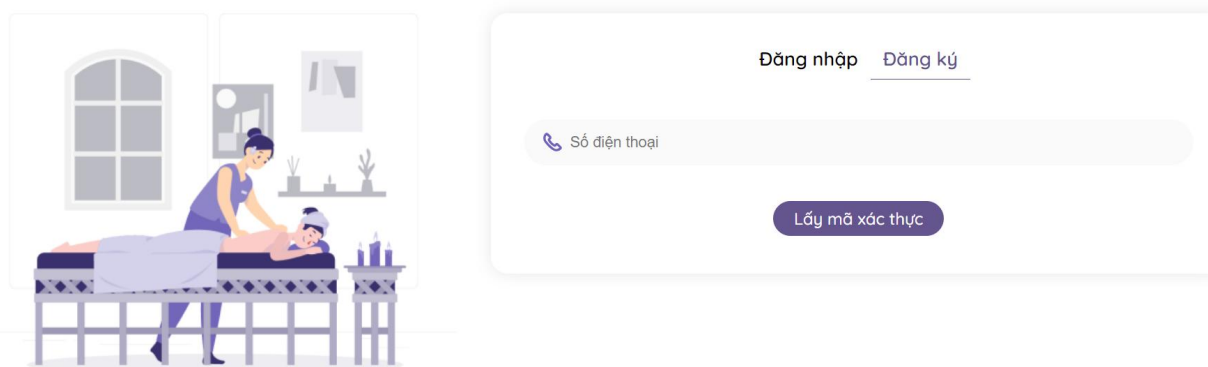 Đăng nhập Đăng ký
Số điện thoại
Lấy mã xác thực